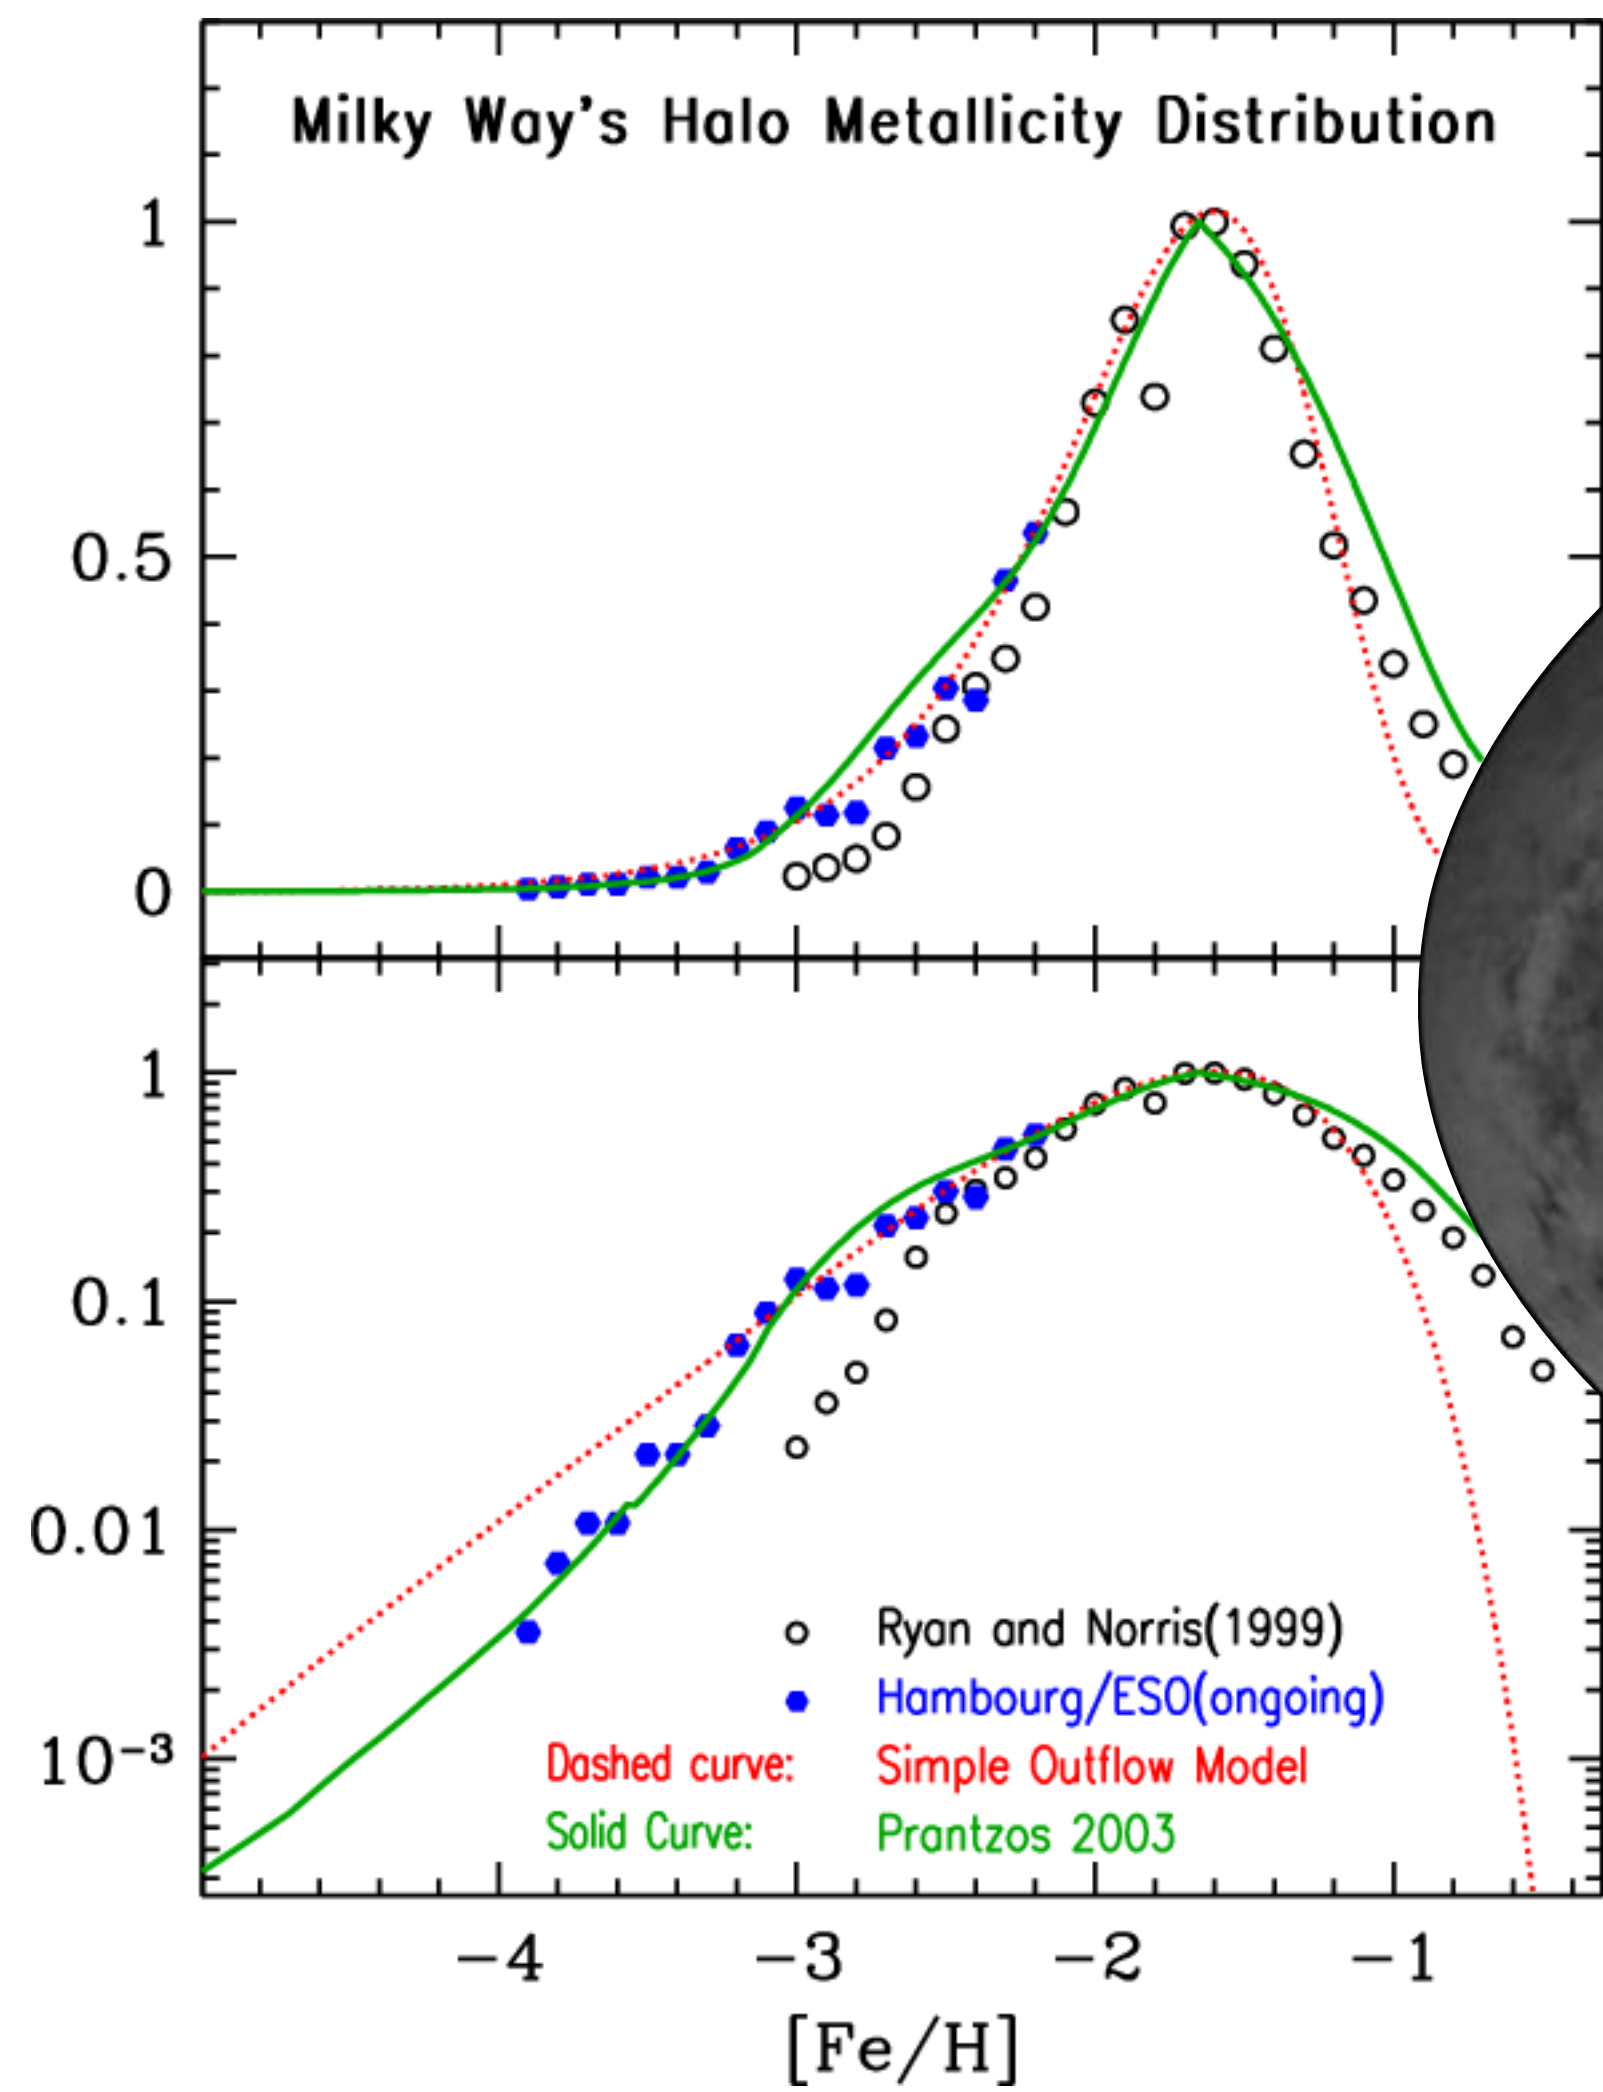 Milky Way's Halo Metallicity Distribution
1
0.5
0
1
0.1
0.01
10⁻³
Ryan and Norris(1999)
Hambourg/ESO(ongoing)
Dashed curve: Simple Outflow Model
Solid Curve: Prantzos 2003
−4 −3 −2 −1
[Fe/H]